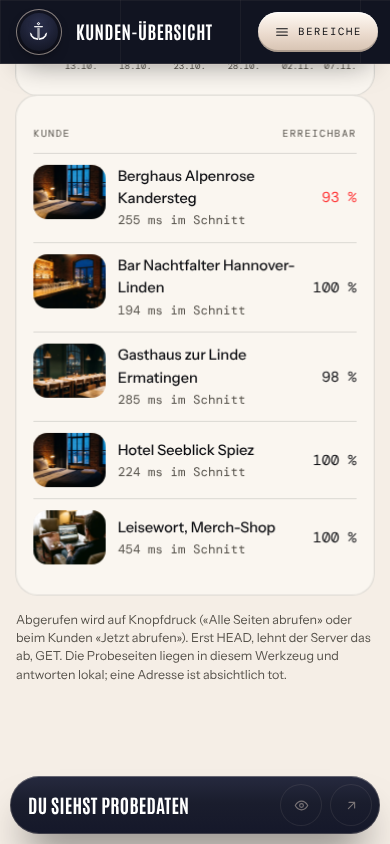 KUNDEN-ÜBERSICHT
BEREICHE
13.10. 18.10. 23.10. 28.10. 02.11. 07.11.
KUNDE ERREICHBAR
Berghaus Alpenrose
Kandersteg
255 ms im Schnitt
93 %
Bar Nachtfalter Hannover-
Linden
194 ms im Schnitt
100 %
Gasthaus zur Linde
Ermatingen
285 ms im Schnitt
98 %
Hotel Seeblick Spiez
224 ms im Schnitt
100 %
Leisewort, Merch-Shop
454 ms im Schnitt
100 %
Abgerufen wird auf Knopfdruck («Alle Seiten abrufen» oder
beim Kunden «Jetzt abrufen»). Erst HEAD, lehnt der Server das
ab, GET. Die Probeseiten liegen in diesem Werkzeug und
antworten lokal; eine Adresse ist absichtlich tot.
DU SIEHST PROBEDATEN